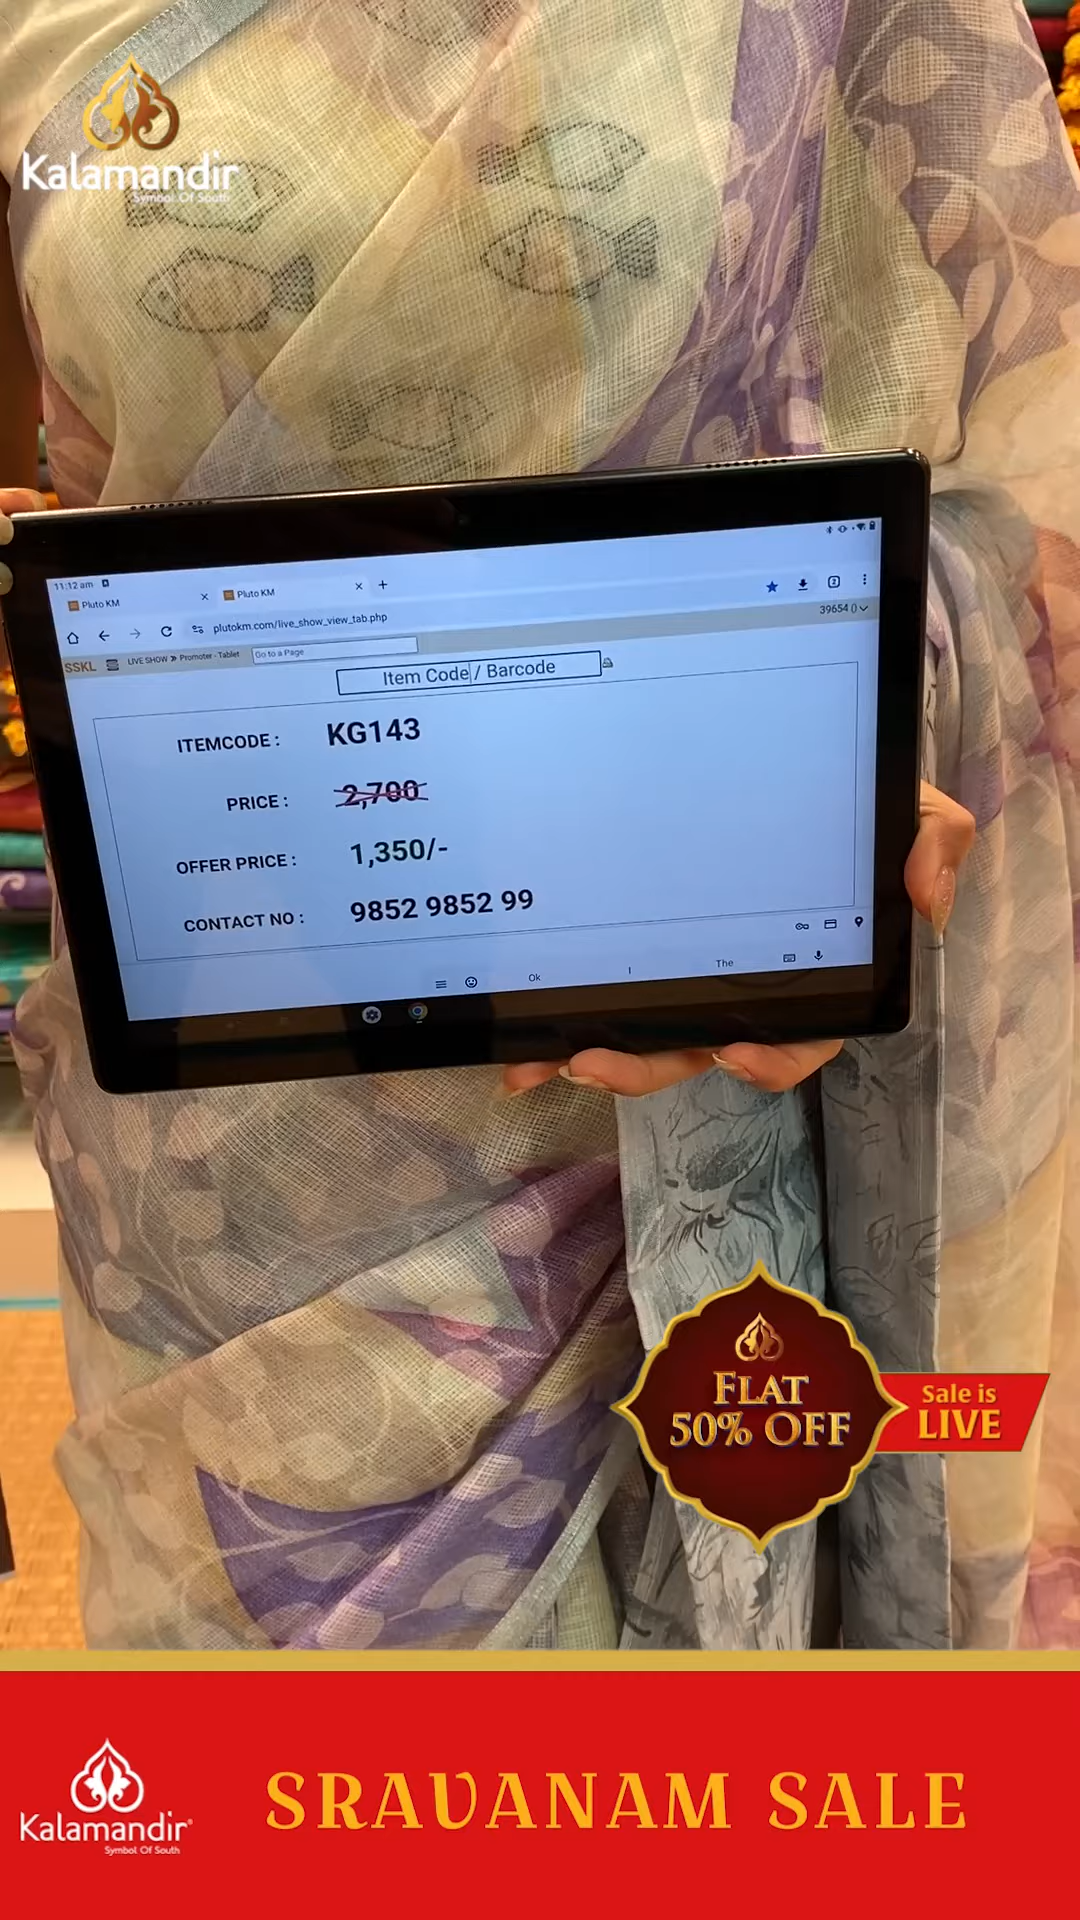 Kalamandir
Symbol Of South
11:12 am
Pluto KM
Pluto KM
plutokm.com/live_show_view_tab.php
39654 ()
SSKL
LIVE SHOW >> Promoter - Tablet
Go to a Page
Item Code / Barcode
ITEMCODE : KG143
PRICE : 2,700
OFFER PRICE : 1,350/-
CONTACT NO : 9852 9852 99
Ok
I
The
FLAT
50% OFF
Sale is
LIVE
Kalamandir
Symbol Of South
SRAVANAM SALE